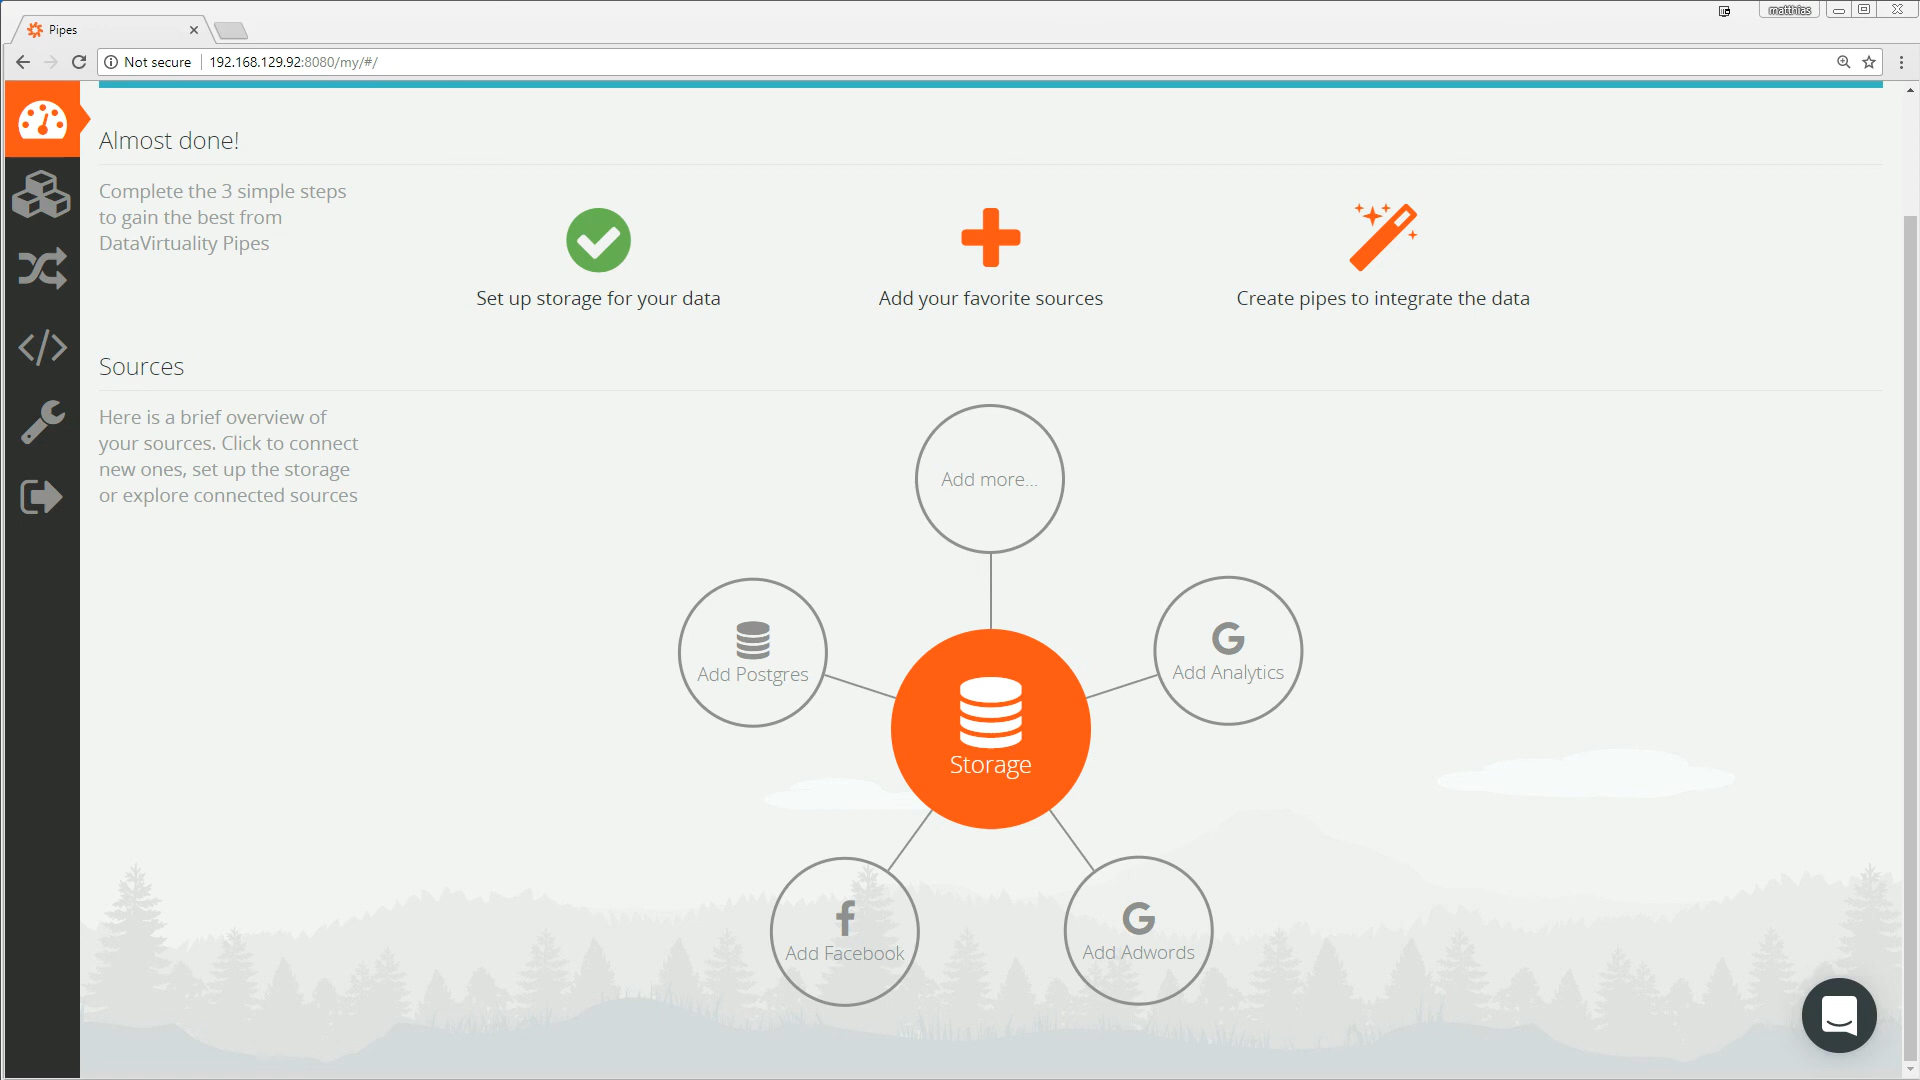 Pipes
matthias
Not secure
192.168.129.92:8080/my/#/
Almost done!
Complete the 3 simple steps
to gain the best from
DataVirtuality Pipes
Set up storage for your data
Add your favorite sources
Create pipes to integrate the data
Sources
Here is a brief overview of
your sources. Click to connect
new ones, set up the storage
or explore connected sources
Add more...
Add Postgres
Add Analytics
Storage
Add Facebook
Add Adwords